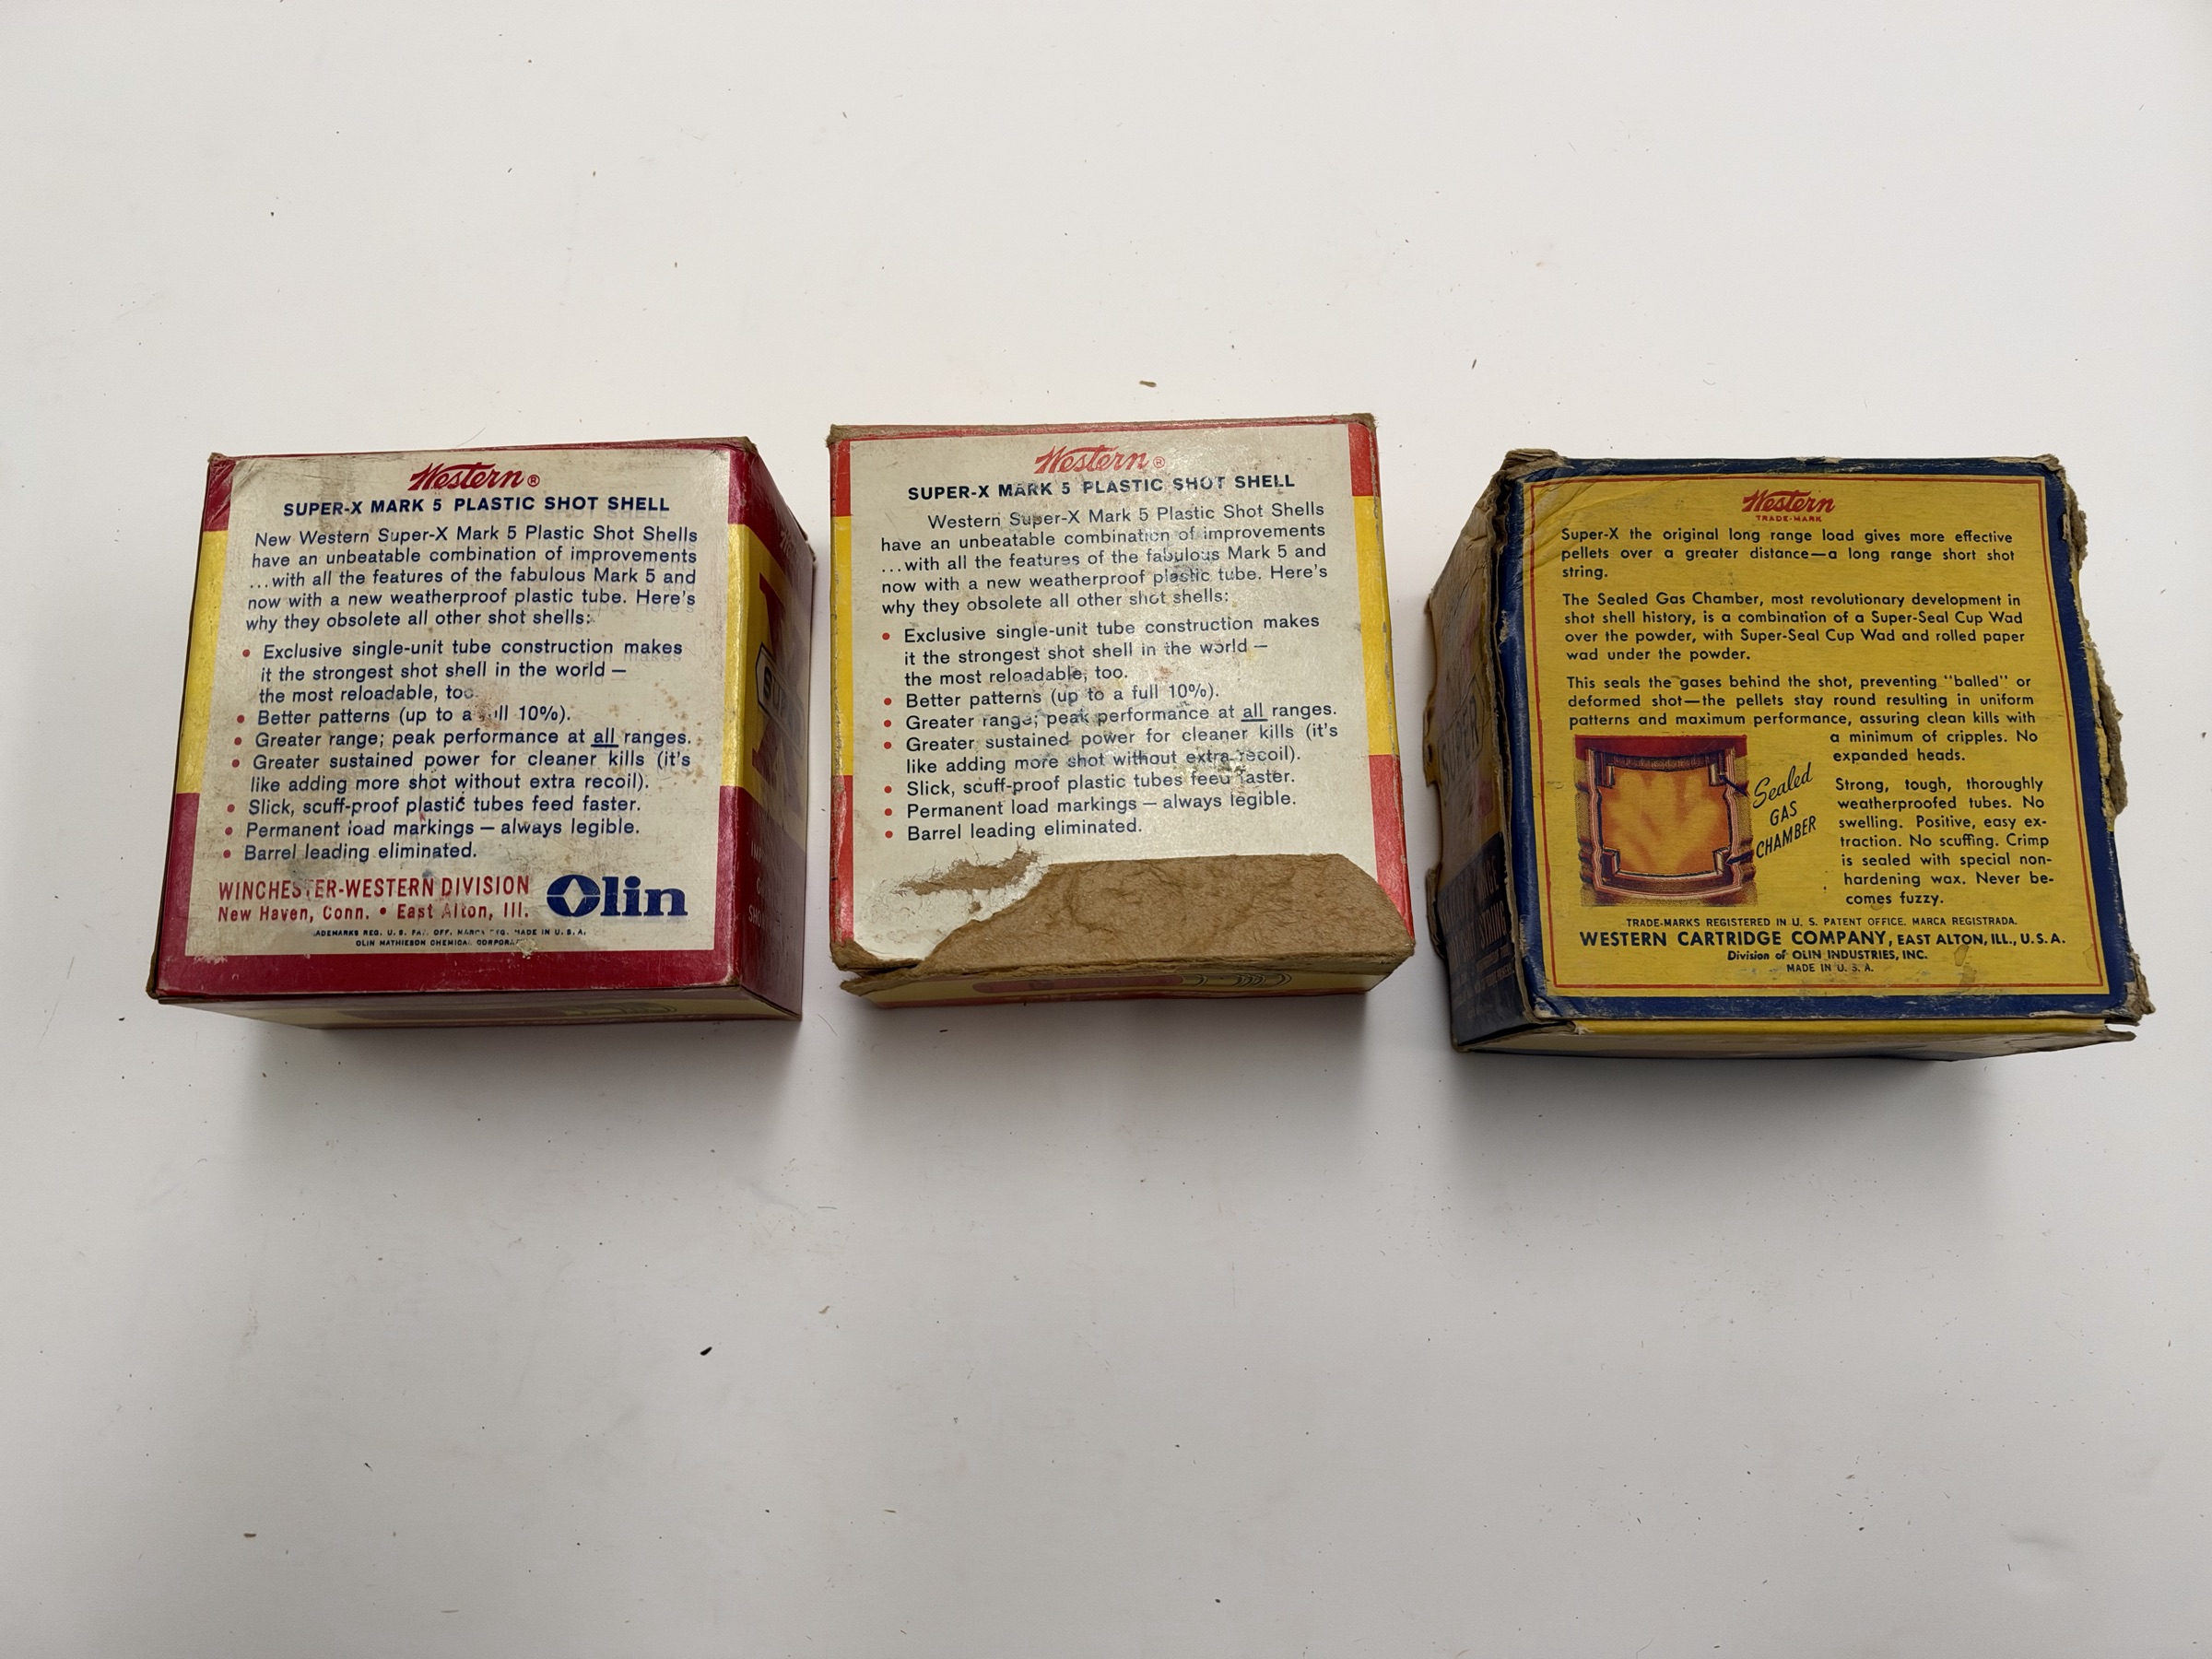 Western®
SUPER-X MARK 5 PLASTIC SHOT SHELL
New Western Super-X Mark 5 Plastic Shot Shells
have an unbeatable combination of improvements
...with all the features of the fabulous Mark 5 and
now with a new weatherproof plastic tube. Here's
why they obsolete all other shot shells:
• Exclusive single-unit tube construction makes
it the strongest shot shell in the world —
the most reloadable, too.
• Better patterns (up to a full 10%).
• Greater range; peak performance at all ranges.
• Greater sustained power for cleaner kills (it's
like adding more shot without extra recoil).
• Slick, scuff-proof plastic tubes feed faster.
• Permanent load markings — always legible.
• Barrel leading eliminated.
WINCHESTER-WESTERN DIVISION
New Haven, Conn. • East Alton, Ill.
Olin
REG. U. S. PAT. OFF. MADE IN U. S. A.
OLIN MATHIESON CHEMICAL
Western®
SUPER-X MARK 5 PLASTIC SHOT SHELL
Western Super-X Mark 5 Plastic Shot Shells
have an unbeatable combination of improvements
...with all the features of the fabulous Mark 5 and
now with a new weatherproof plastic tube. Here's
why they obsolete all other shot shells:
• Exclusive single-unit tube construction makes
it the strongest shot shell in the world —
the most reloadable, too.
• Better patterns (up to a full 10%).
• Greater range; peak performance at all ranges.
• Greater sustained power for cleaner kills (it's
like adding more shot without extra recoil).
• Slick, scuff-proof plastic tubes feed faster.
• Permanent load markings — always legible.
• Barrel leading eliminated.
Western
TRADE-MARK
Super-X the original long range load gives more effective
pellets over a greater distance—a long range short shot
string.
The Sealed Gas Chamber, most revolutionary development in
shot shell history, is a combination of a Super-Seal Cup Wad
over the powder, with Super-Seal Cup Wad and rolled paper
wad under the powder.
This seals the gases behind the shot, preventing "balled" or
deformed shot—the pellets stay round resulting in uniform
patterns and maximum performance, assuring clean kills with
a minimum of cripples. No
expanded heads.
Sealed
GAS
CHAMBER
Strong, tough, thoroughly
weatherproofed tubes. No
swelling. Positive, easy ex-
traction. No scuffing. Crimp
is sealed with special non-
hardening wax. Never be-
comes fuzzy.
TRADE-MARKS REGISTERED IN U. S. PATENT OFFICE. MARCA REGISTRADA.
WESTERN CARTRIDGE COMPANY, EAST ALTON, ILL., U. S. A.
Division of OLIN INDUSTRIES, INC.
MADE IN U. S. A.